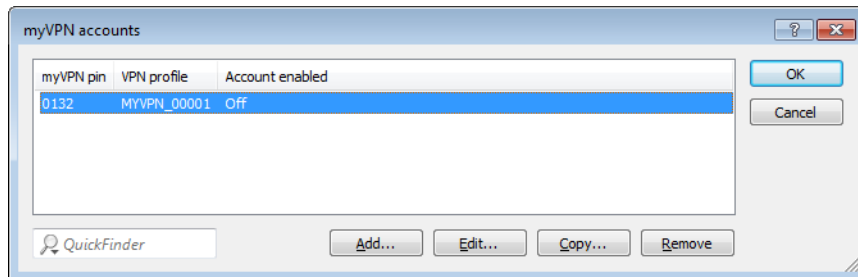 myVPN accounts
myVPN pin VPN profile Account enabled OK
0132 MYVPN_00001 Off
Cancel
QuickFinder Add... Edit... Copy... Remove